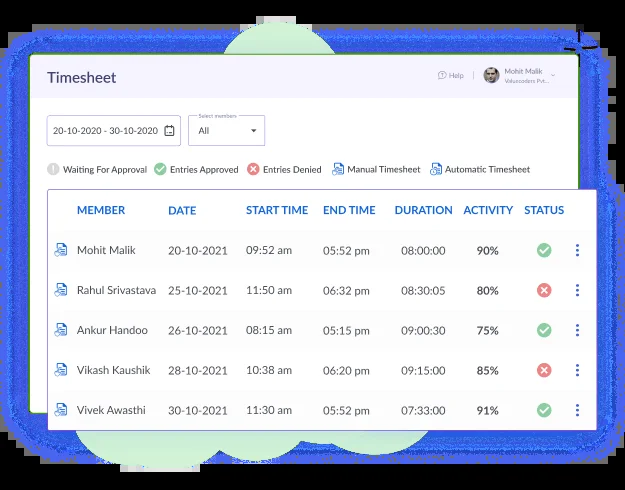 Timesheet
Help
Mohit Malik
Valuecoders Pvt...
20-10-2020 - 30-10-2020
Select members
All
Waiting For Approval Entries Approved Entries Denied Manual Timesheet Automatic Timesheet
MEMBER DATE START TIME END TIME DURATION ACTIVITY STATUS
Mohit Malik 20-10-2021 09:52 am 05:52 pm 08:00:00 90%
Rahul Srivastava 25-10-2021 11:50 am 06:32 pm 08:30:05 80%
Ankur Handoo 26-10-2021 08:15 am 05:15 pm 09:00:30 75%
Vikash Kaushik 28-10-2021 10:38 am 06:20 pm 09:15:00 85%
Vivek Awasthi 30-10-2021 11:30 am 05:52 pm 07:33:00 91%